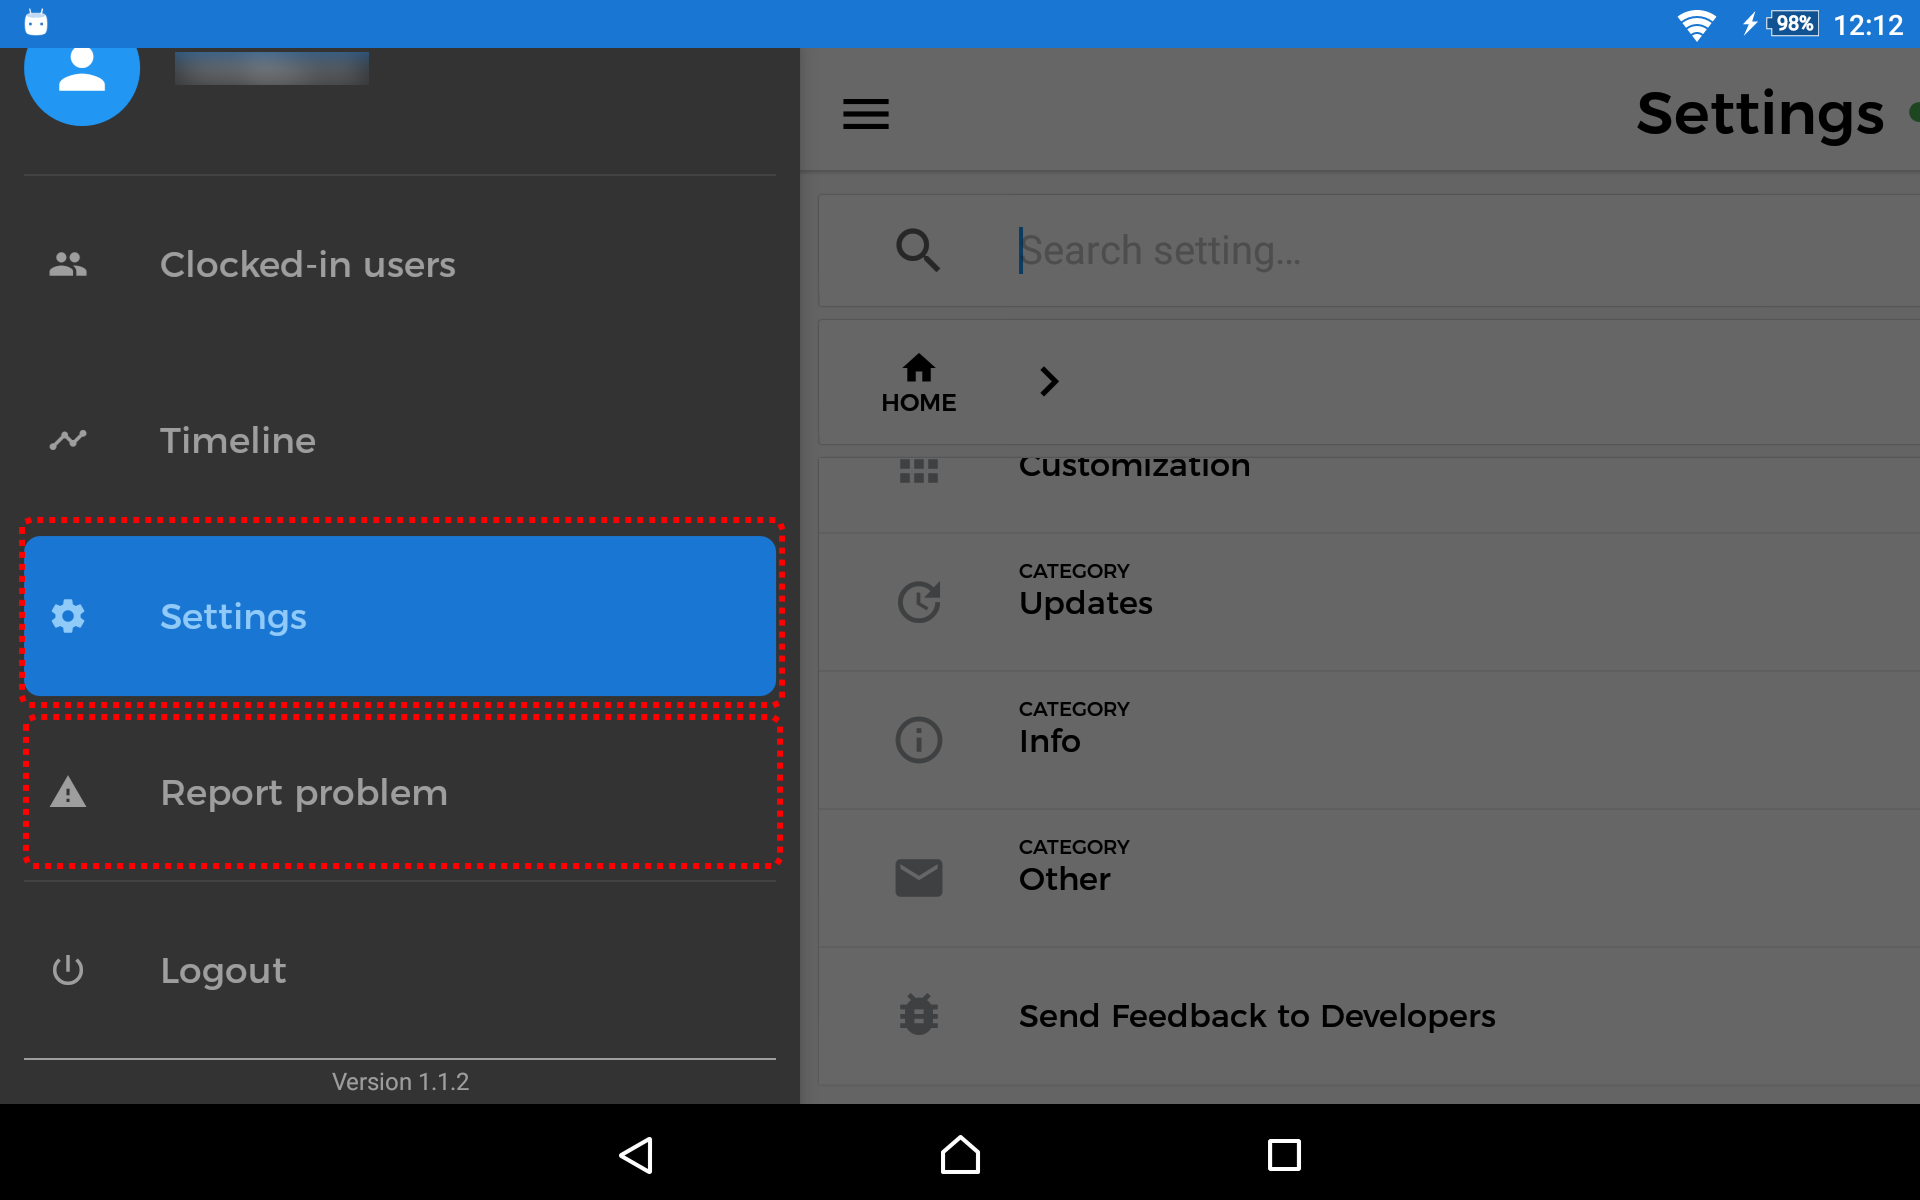 98% 12:12
Clocked-in users
Timeline
Settings
Report problem
Logout
Version 1.1.2
Settings
Search setting...
HOME
Customization
CATEGORY
Updates
CATEGORY
Info
CATEGORY
Other
Send Feedback to Developers